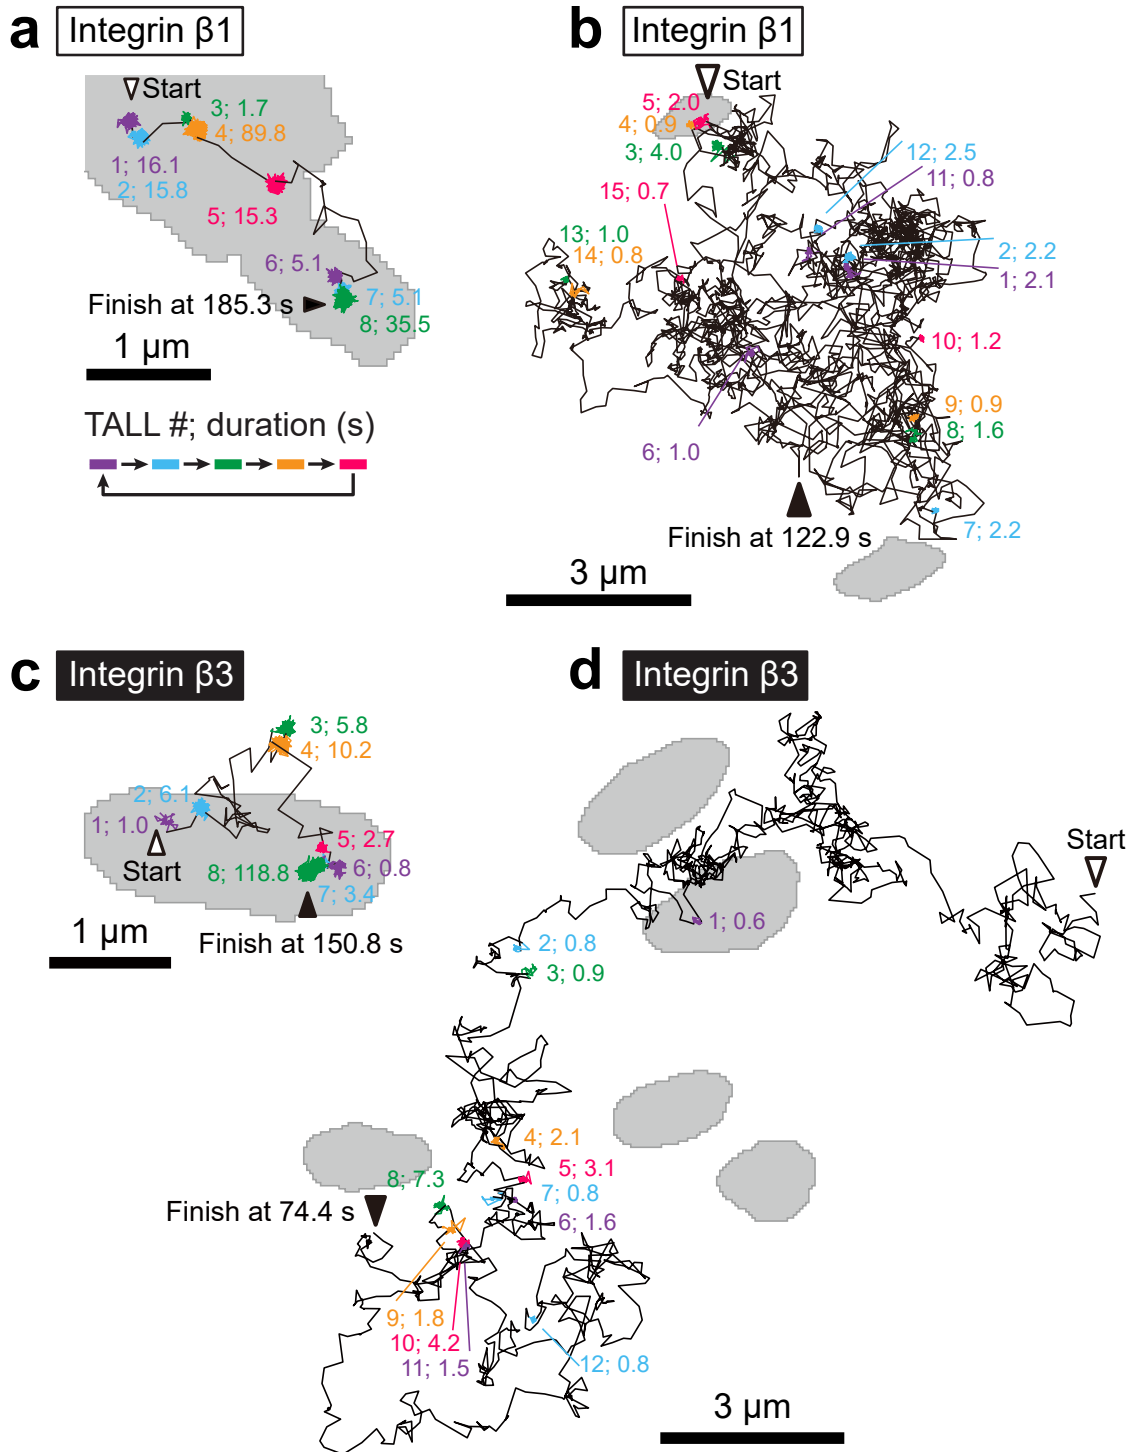 a Integrin β1
Start
3; 1.7
4; 89.8
1; 16.1
2; 15.8
5; 15.3
6; 5.1
7; 5.1
8; 35.5
Finish at 185.3 s
1 µm
TALL #; duration (s)
b Integrin β1
Start
5; 2.0
4; 0.9
3; 4.0
12; 2.5
11; 0.8
15; 0.7
13; 1.0
14; 0.8
2; 2.2
1; 2.1
10; 1.2
9; 0.9
8; 1.6
6; 1.0
7; 2.2
Finish at 122.9 s
3 µm
c Integrin β3
3; 5.8
4; 10.2
2; 6.1
1; 1.0
Start
5; 2.7
6; 0.8
8; 118.8
7; 3.4
Finish at 150.8 s
1 µm
d Integrin β3
Start
1; 0.6
2; 0.8
3; 0.9
4; 2.1
5; 3.1
7; 0.8
6; 1.6
8; 7.3
Finish at 74.4 s
9; 1.8
10; 4.2
11; 1.5
12; 0.8
3 µm